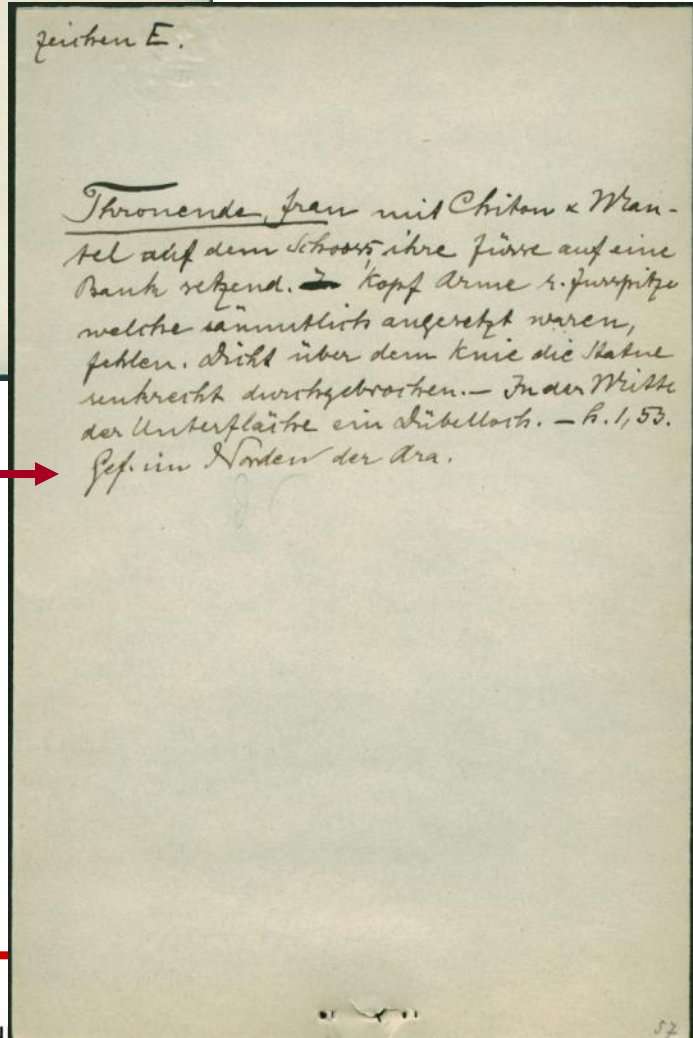 zeichen E.
Thronende Frau mit Chiton & Man-
tel auf dem Schooss, ihre Füsse auf eine
Bank setzend. Kopf Arme r. Fusspitze
welche sämmtlich angesetzt waren,
fehlen. Dicht über dem Knie die Statue
senkrecht durchgebrochen. – In der Mitte
der Unterfläche ein Dübelloch. – h. 1,53.
Gef. im Norden der Ara.
57